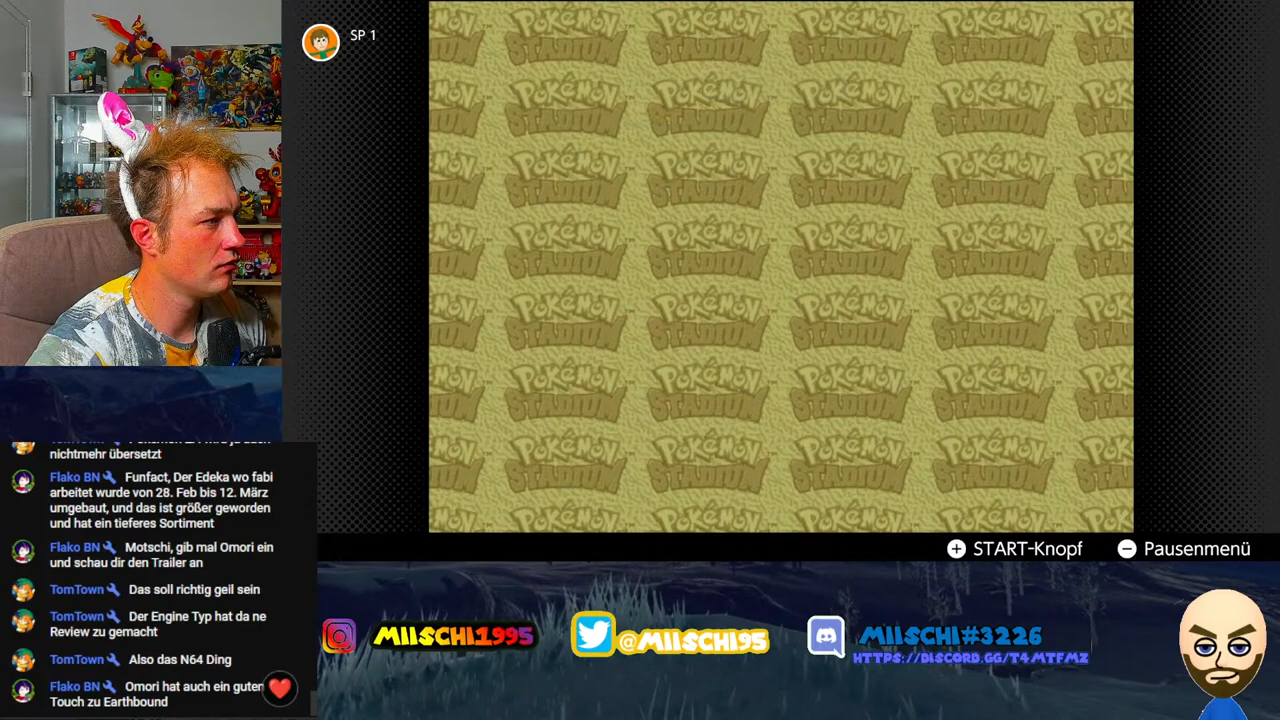 SP 1
POKéMON STADIUM
START-Knopf
Pausenmenü
nichtmehr übersetzt
Flako BN Funfact, Der Edeka wo fabi
arbeitet wurde von 28. Feb bis 12. März
umgebaut, und das ist größer geworden
und hat ein tieferes Sortiment
Flako BN Motschi, gib mal Omori ein
und schau dir den Trailer an
TomTown Das soll richtig geil sein
TomTown Der Engine Typ hat da ne
Review zu gemacht
TomTown Also das N64 Ding
Flako BN Omori hat auch ein guten
Touch zu Earthbound
MIISCHI1995
@MIISCHI95
MIISCHI#3226
HTTPS://DISCORD.GG/T4MTFMZ